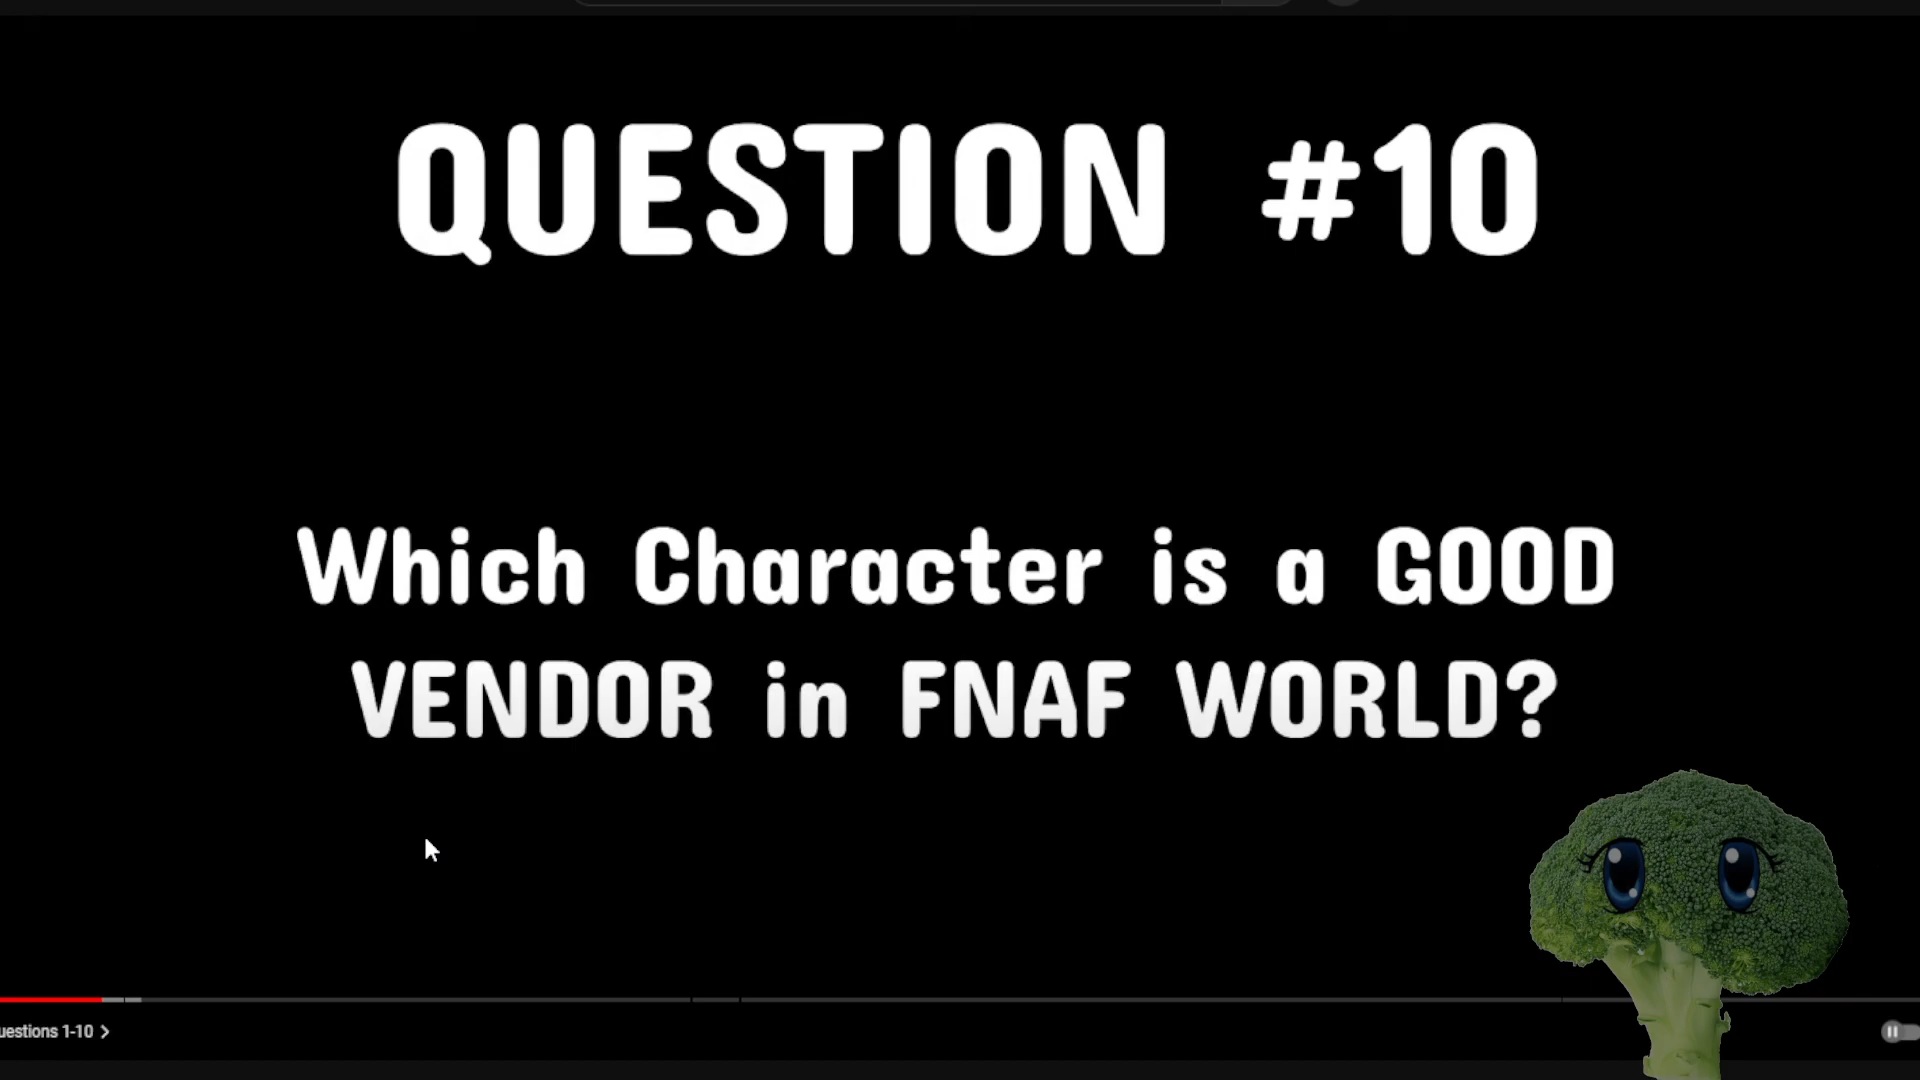 QUESTION #10
Which Character is a GOOD
VENDOR in FNAF WORLD?
uestions 1-10